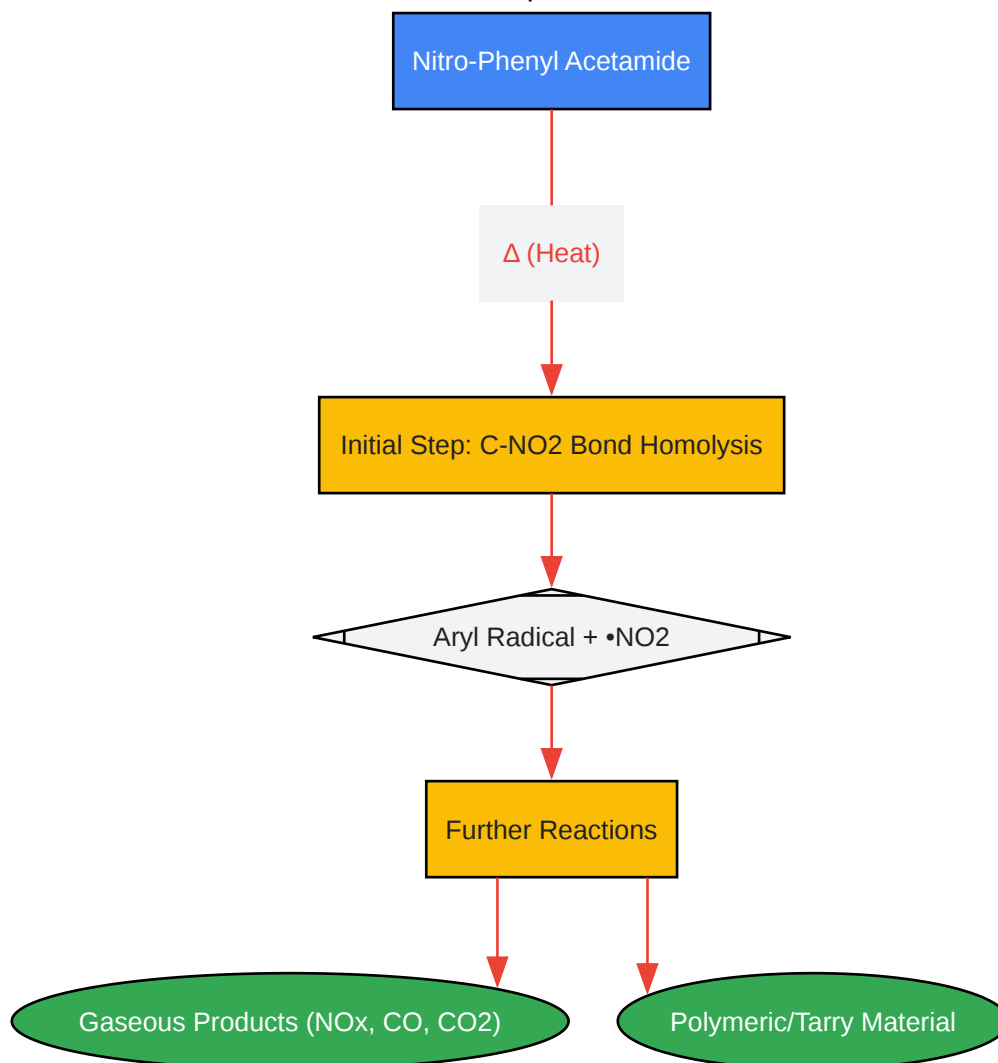 Nitro-Phenyl Acetamide
Δ (Heat)
Initial Step: C-NO2 Bond Homolysis
Aryl Radical + •NO2
Further Reactions
Gaseous Products (NOx, CO, CO2)
Polymeric/Tarry Material